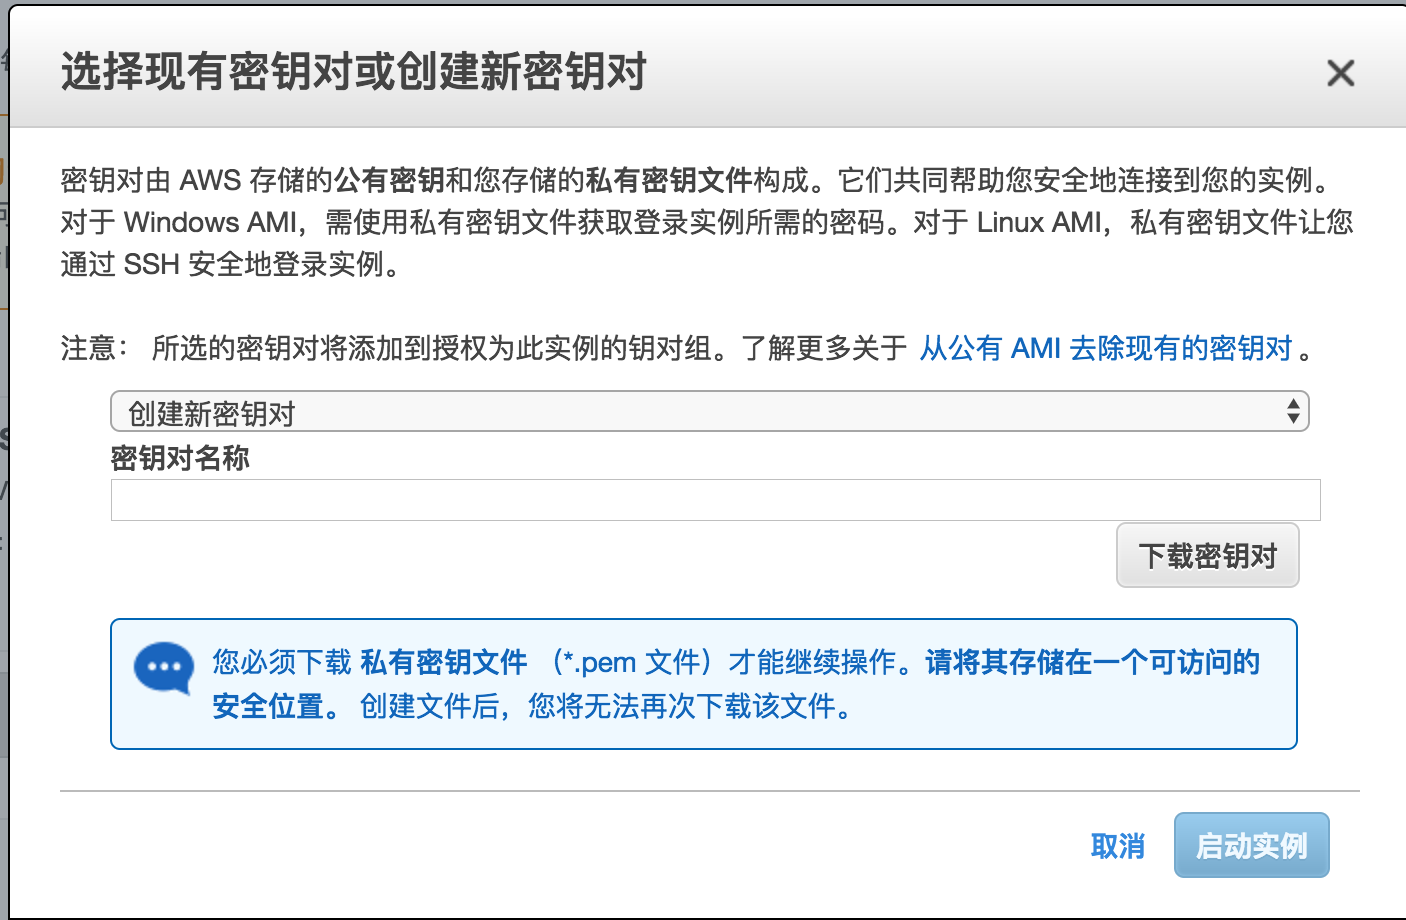 选择现有密钥对或创建新密钥对
密钥对由 AWS 存储的公有密钥和您存储的私有密钥文件构成。它们共同帮助您安全地连接到您的实例。
对于 Windows AMI，需使用私有密钥文件获取登录实例所需的密码。对于 Linux AMI，私有密钥文件让您
通过 SSH 安全地登录实例。
注意： 所选的密钥对将添加到授权为此实例的钥对组。了解更多关于 从公有 AMI 去除现有的密钥对 。
创建新密钥对
密钥对名称
下载密钥对
您必须下载 私有密钥文件 （*.pem 文件）才能继续操作。请将其存储在一个可访问的
安全位置。 创建文件后，您将无法再次下载该文件。
取消
启动实例